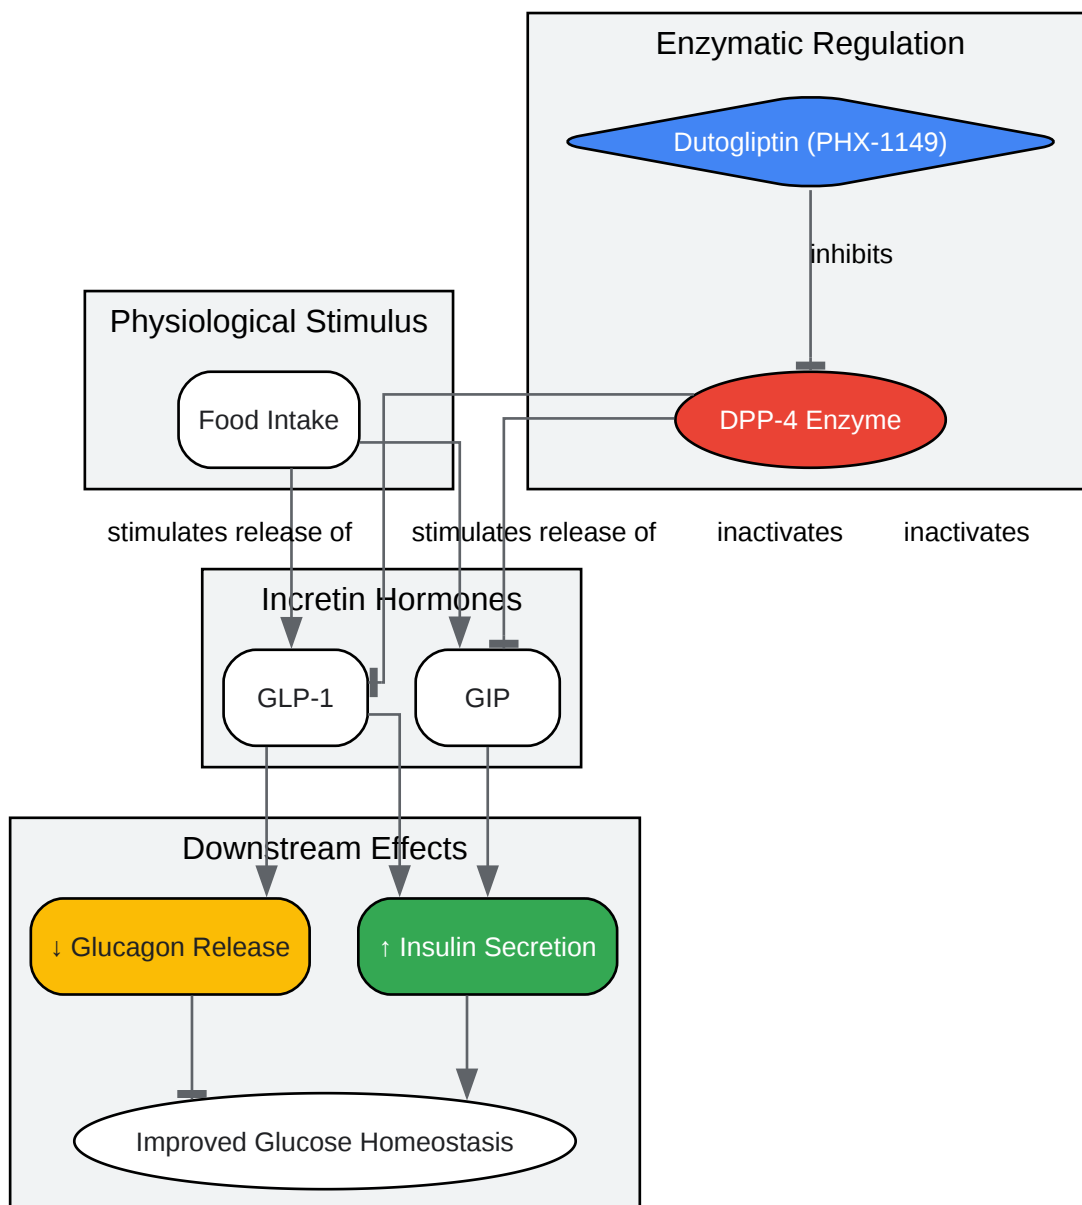 Enzymatic Regulation
Dutogliptin (PHX-1149)
inhibits
Physiological Stimulus
Food Intake
DPP-4 Enzyme
stimulates release of
stimulates release of
inactivates
inactivates
Incretin Hormones
GLP-1
GIP
Downstream Effects
↓ Glucagon Release
↑ Insulin Secretion
Improved Glucose Homeostasis